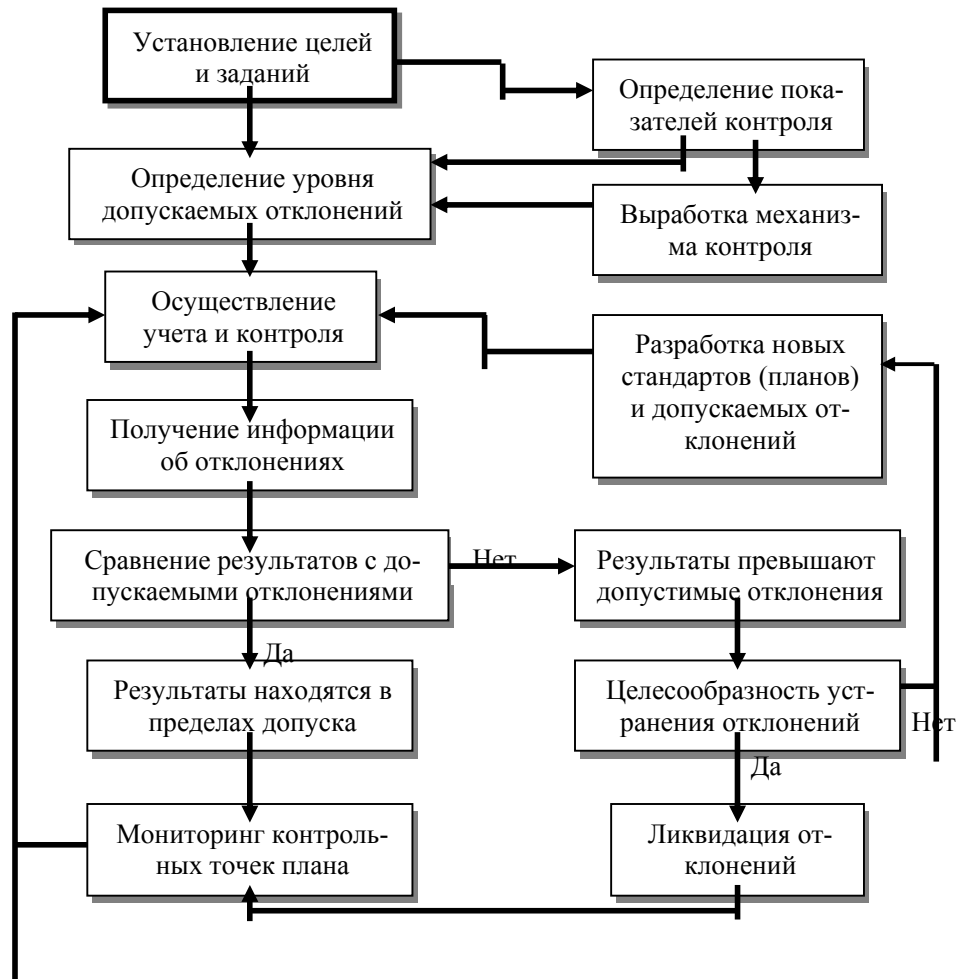 Установление целей
и заданий
Определение пока-
зателей контроля
Определение уровня
допускаемых отклонений
Выработка механиз-
ма контроля
Осуществление
учета и контроля
Разработка новых
стандартов (планов)
и допускаемых от-
клонений
Получение информации
об отклонениях
Сравнение результатов с до-
пускаемыми отклонениями
Нет
Результаты превышают
допустимые отклонения
Да
Результаты находятся в
пределах допуска
Целесообразность уст-
ранения отклонений
Нет
Да
Мониторинг контроль-
ных точек плана
Ликвидация от-
клонений